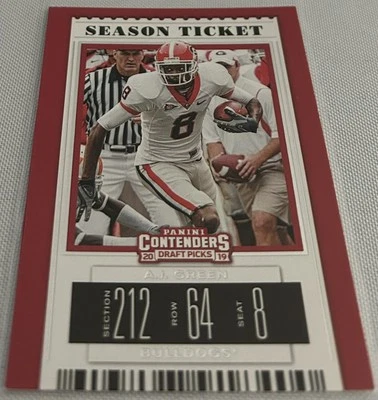 SEASON TICKET
8
PANINI
CONTENDERS
20 DRAFT PICKS 19
A.J. GREEN
SECTION 212 ROW 64 SEAT 8
BULLDOGS